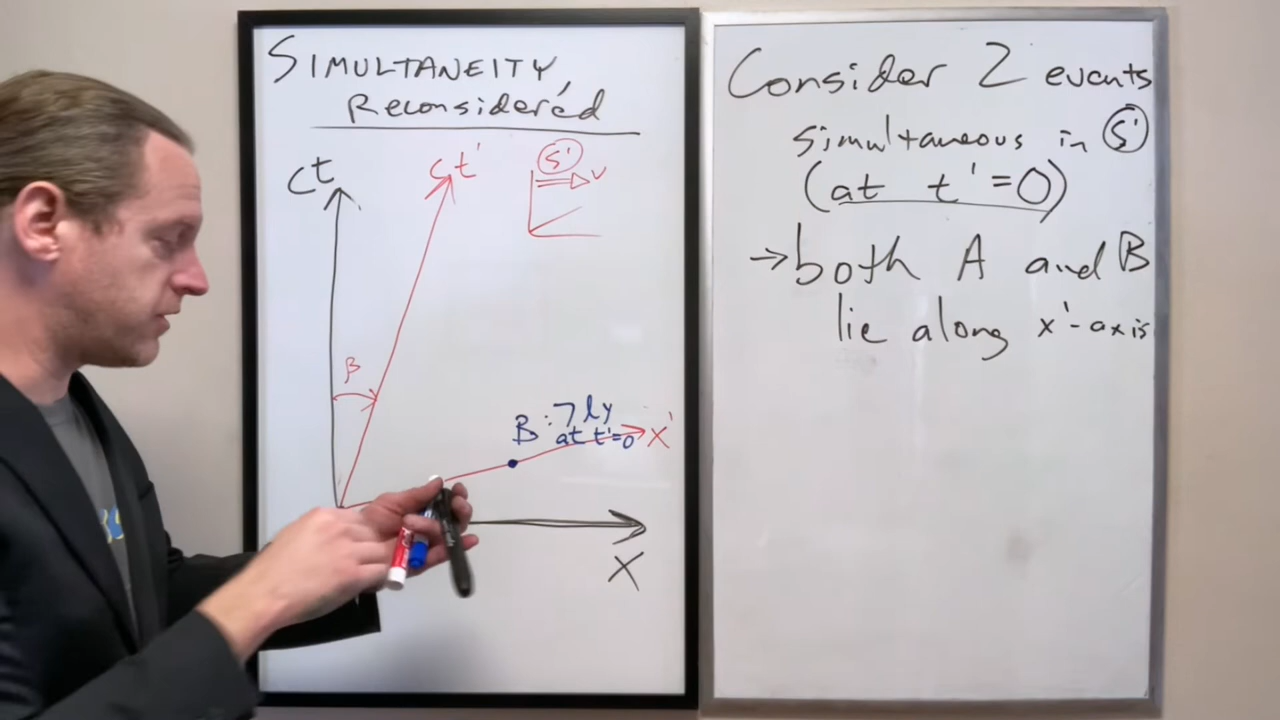 SIMULTANEITY,
Reconsidered
ct
ct'
S'
v
β
B: 7 ly
at t'=0
x'
x
Consider 2 events
simultaneous in S'
(at t'=0)
→ both A and B
lie along x'-axis